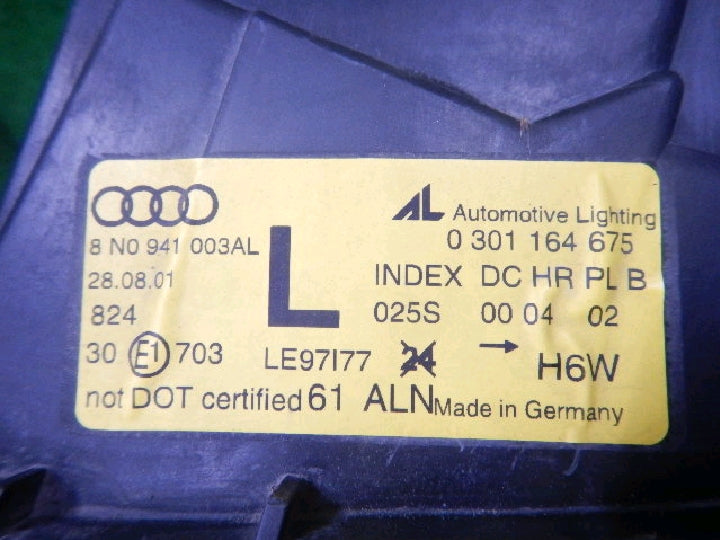 AL Automotive Lighting
8 N0 941 003AL L 0 301 164 675
28.08.01 INDEX DC HR PL B
824 025S 00 04 02
30 E1 703 LE97I77 24 → H6W
not DOT certified 61 ALN Made in Germany